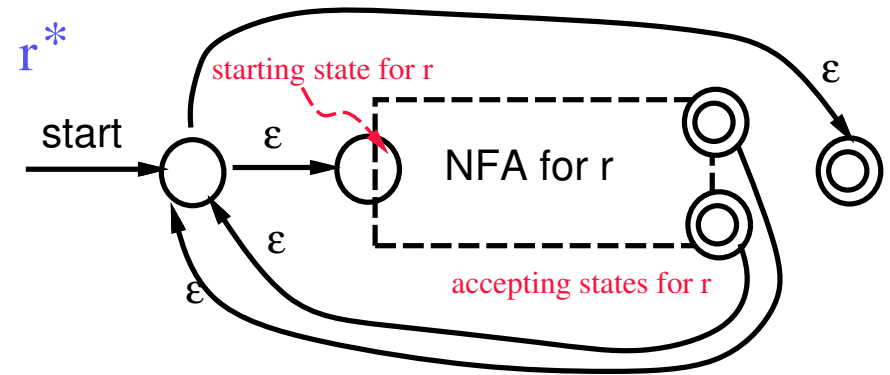 r*
starting state for r
ε
start
ε
NFA for r
ε
ε
accepting states for r